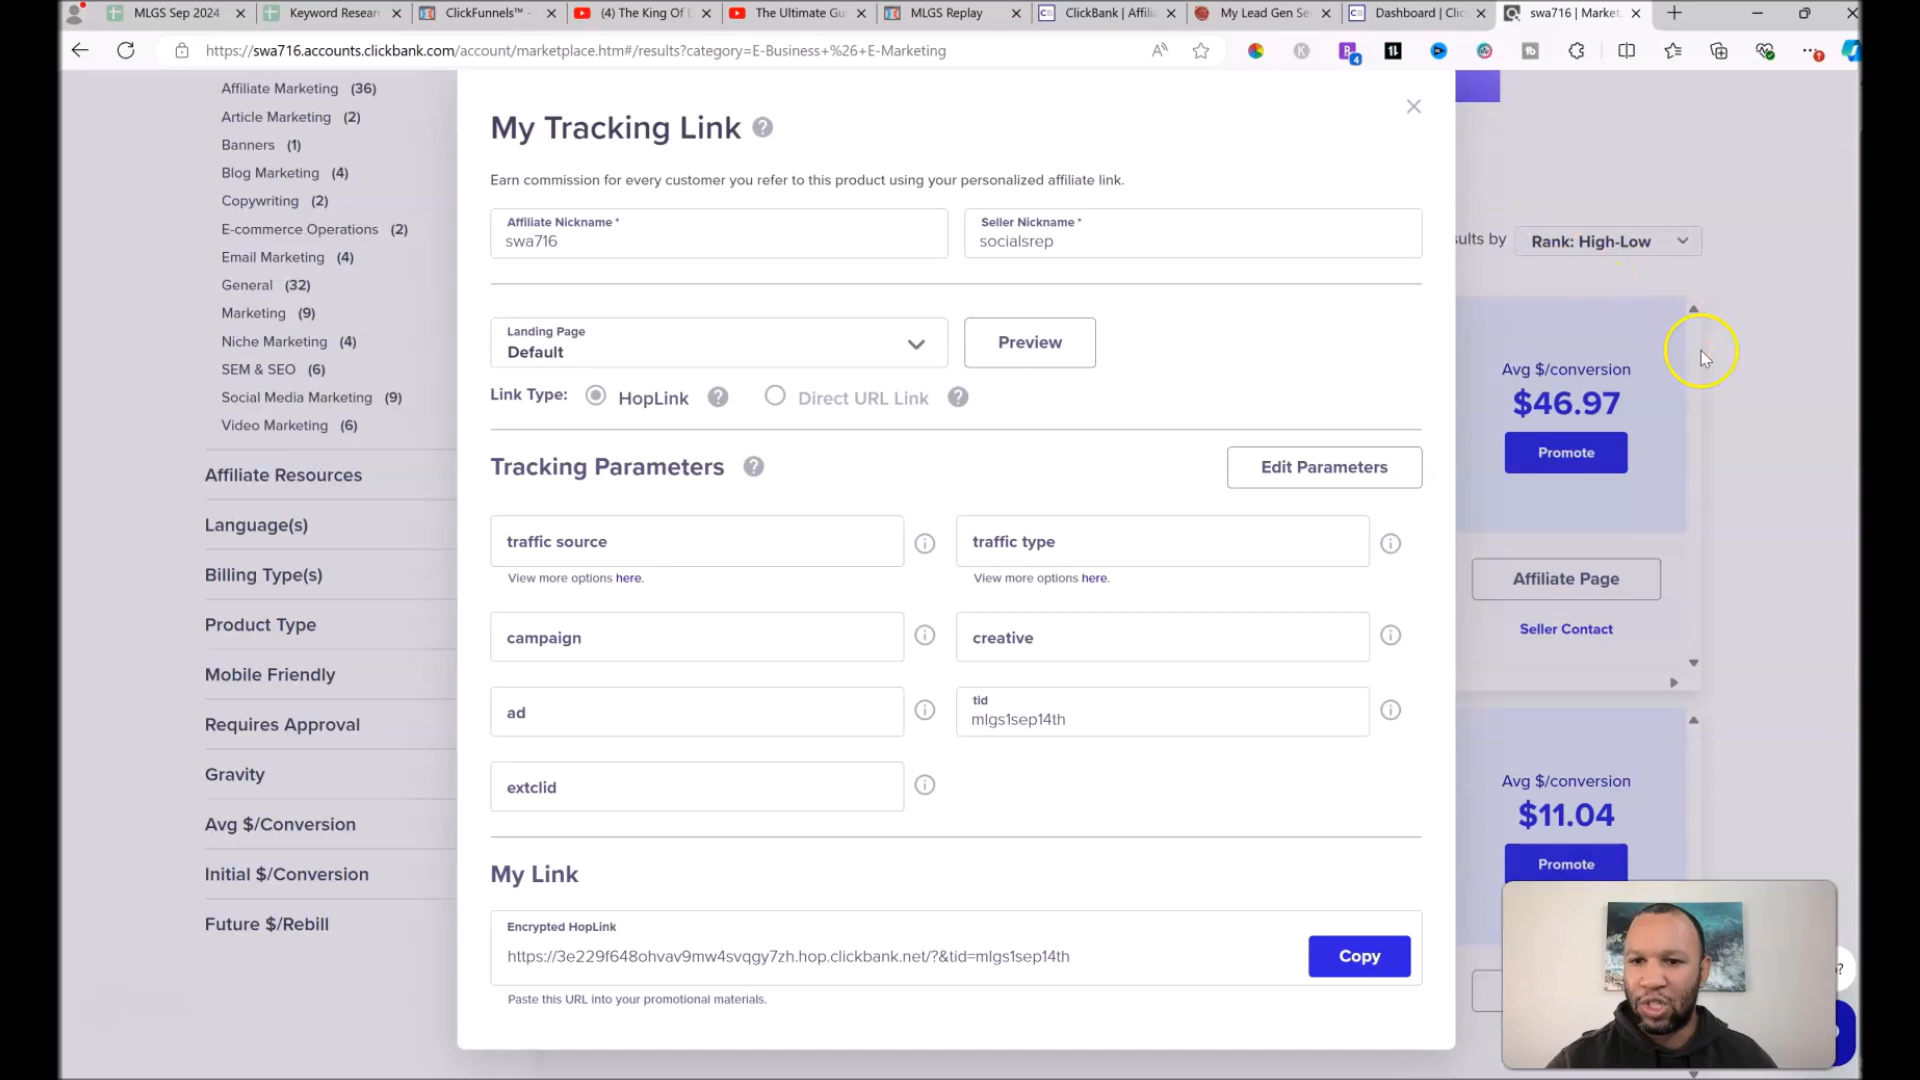 MLGS Sep 2024
Keyword Resear
ClickFunnels™ -
(4) The King Of E
The Ultimate Gu
MLGS Replay
ClickBank | Affili
My Lead Gen Se
Dashboard | Clic
swa716 | Market
https://swa716.accounts.clickbank.com/account/marketplace.htm#/results?category=E-Business+%26+E-Marketing
4
Affiliate Marketing (36)
Article Marketing (2)
Banners (1)
Blog Marketing (4)
Copywriting (2)
E-commerce Operations (2)
Email Marketing (4)
General (32)
Marketing (9)
Niche Marketing (4)
SEM & SEO (6)
Social Media Marketing (9)
Video Marketing (6)
Affiliate Resources
Language(s)
Billing Type(s)
Product Type
Mobile Friendly
Requires Approval
Gravity
Avg $/Conversion
Initial $/Conversion
Future $/Rebill
My Tracking Link ?
Earn commission for every customer you refer to this product using your personalized affiliate link.
Affiliate Nickname *
swa716
Seller Nickname *
socialsrep
Landing Page
Default
Preview
Link Type: HopLink ? Direct URL Link ?
Tracking Parameters ?
Edit Parameters
traffic source
View more options here.
traffic type
View more options here.
campaign
creative
ad
tid
mlgs1sep14th
extclid
My Link
Encrypted HopLink
https://3e229f648ohvav9mw4svqgy7zh.hop.clickbank.net/?&tid=mlgs1sep14th
Copy
Paste this URL into your promotional materials.
sults by
Rank: High-Low
Avg $/conversion
$46.97
Promote
Affiliate Page
Seller Contact
Avg $/conversion
$11.04
Promote